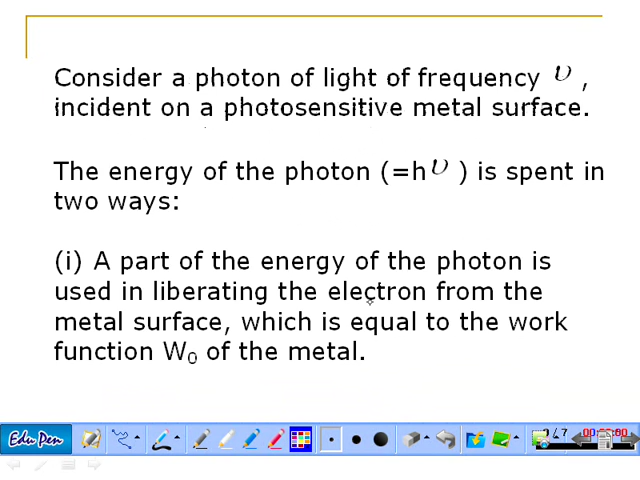 Consider a photon of light of frequency υ ,
incident on a photosensitive metal surface.
The energy of the photon (=hυ ) is spent in
two ways:
(i) A part of the energy of the photon is
used in liberating the electron from the
metal surface, which is equal to the work
function W₀ of the metal.
Edu Pen
/ 7